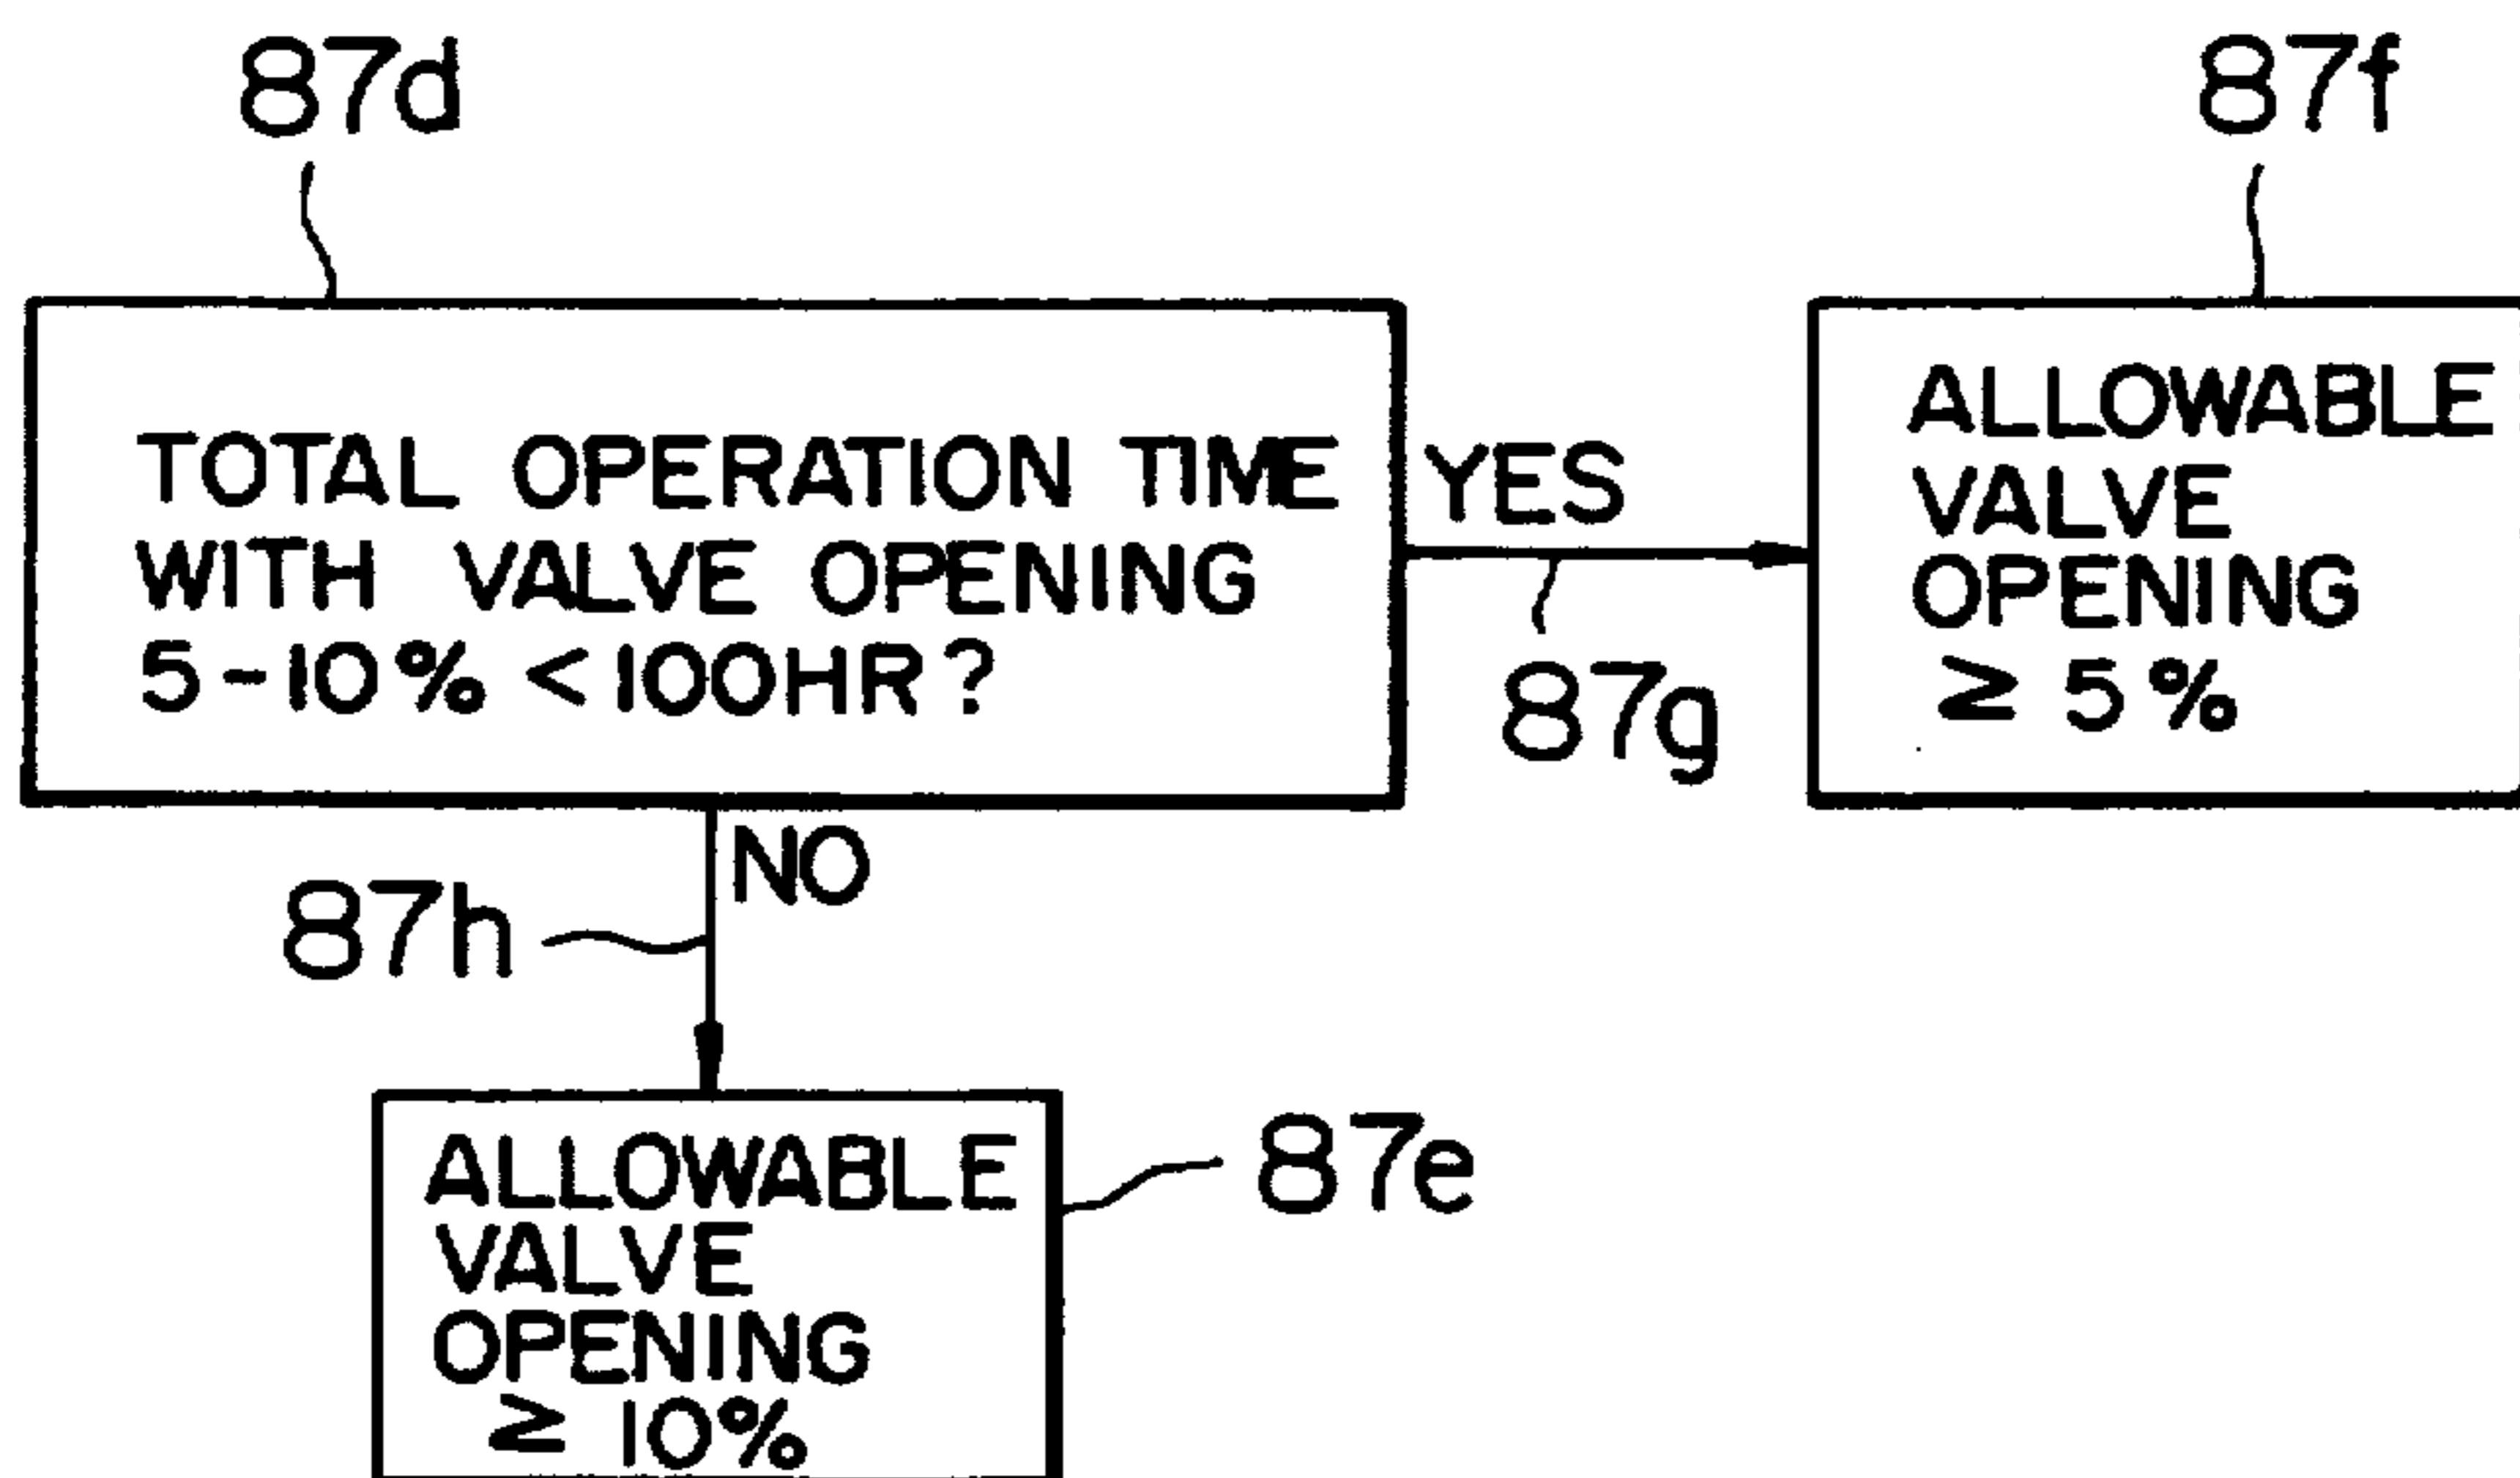 87d
87f
TOTAL OPERATION TIME
WITH VALVE OPENING
5-10% <100HR?
YES
87g
ALLOWABLE
VALVE
OPENING
≥ 5%
NO
87h
ALLOWABLE
VALVE
OPENING
≥ 10%
87e